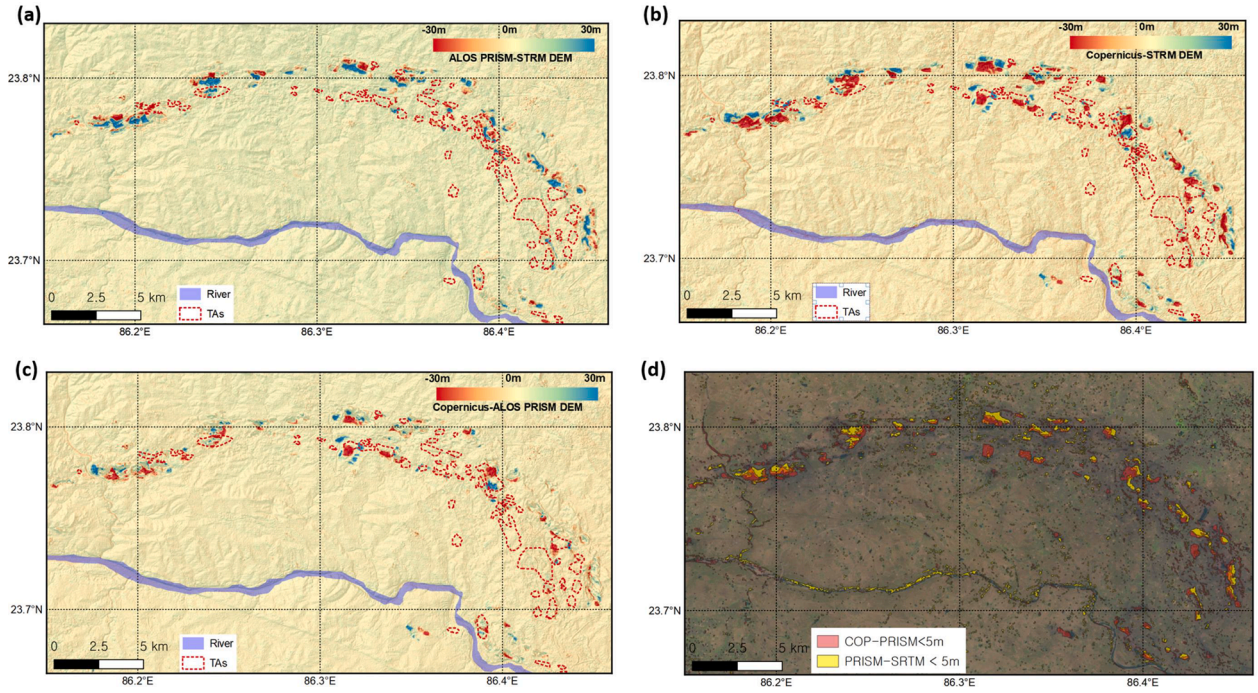 (a)
-30m 0m 30m
ALOS PRISM-STRM DEM
23.8°N
23.7°N
0 2.5 5 km
River
TAs
86.2°E 86.3°E 86.4°E
(b)
-30m 0m 30m
Copernicus-STRM DEM
23.8°N
23.7°N
0 2.5 5 km
River
TAs
86.2°E 86.3°E 86.4°E
(c)
-30m 0m 30m
Copernicus-ALOS PRISM DEM
23.8°N
23.7°N
0 2.5 5 km
River
TAs
86.2°E 86.3°E 86.4°E
(d)
23.8°N
23.7°N
COP-PRISM<5m
PRISM-SRTM < 5m
0 2.5 5 km
86.2°E 86.3°E 86.4°E